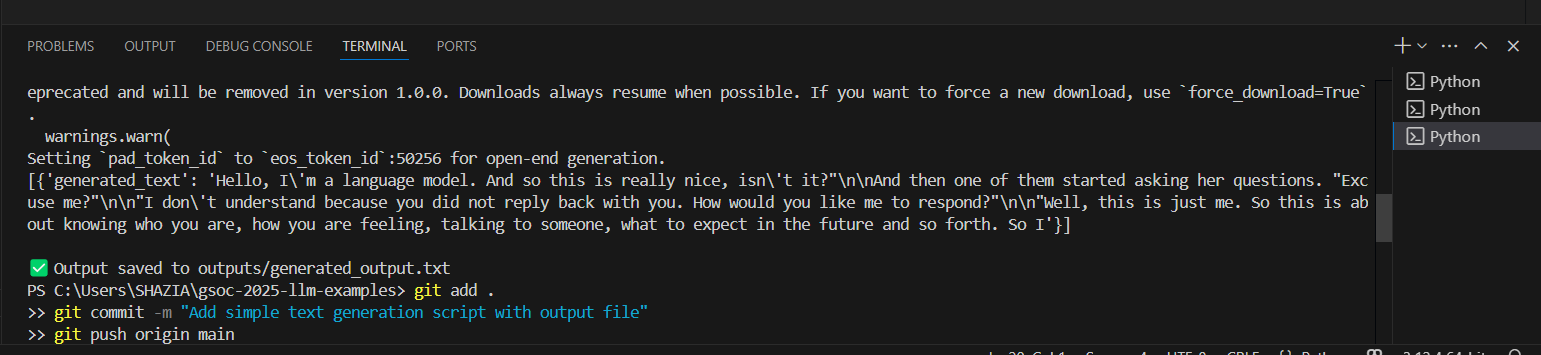 PROBLEMS OUTPUT DEBUG CONSOLE TERMINAL PORTS
eprecated and will be removed in version 1.0.0. Downloads always resume when possible. If you want to force a new download, use `force_download=True`
.
  warnings.warn(
Setting `pad_token_id` to `eos_token_id`:50256 for open-end generation.
[{'generated_text': 'Hello, I\'m a language model. And so this is really nice, isn\'t it?"\n\nAnd then one of them started asking her questions. "Exc
use me?"\n\n"I don\'t understand because you did not reply back with you. How would you like me to respond?"\n\n"Well, this is just me. So this is ab
out knowing who you are, how you are feeling, talking to someone, what to expect in the future and so forth. So I'}]
✅ Output saved to outputs/generated_output.txt
PS C:\Users\SHAZIA\gsoc-2025-llm-examples> git add .
>> git commit -m "Add simple text generation script with output file"
>> git push origin main
Python
Python
Python